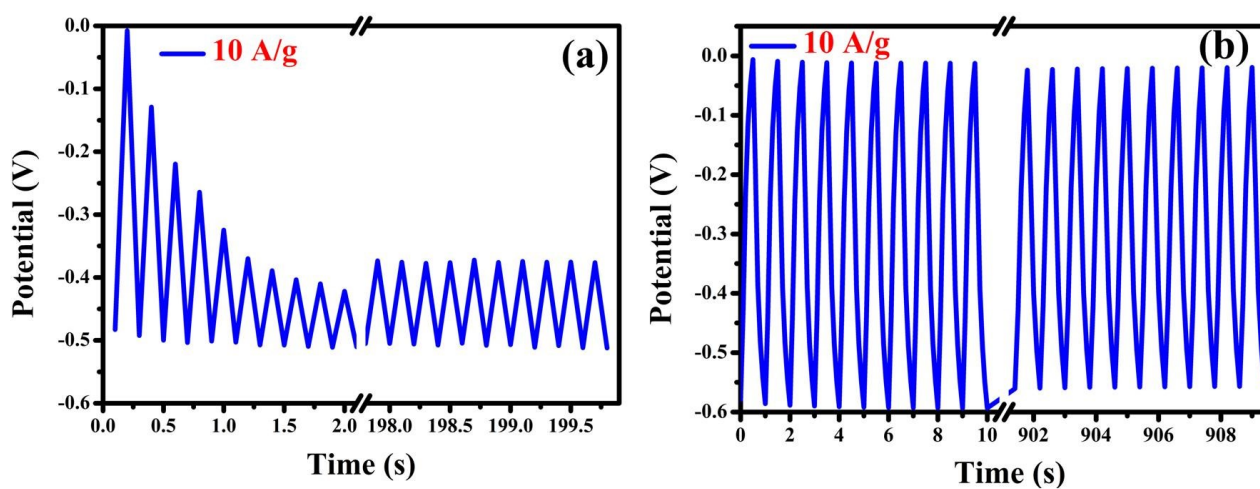 10 A/g
(a)
0.0
-0.1
-0.2
-0.3
-0.4
-0.5
-0.6
Potential (V)
0.0 0.5 1.0 1.5 2.0 198.0 198.5 199.0 199.5
Time (s)
10 A/g
(b)
0.0
-0.1
-0.2
-0.3
-0.4
-0.5
-0.6
Potential (V)
0 2 4 6 8 10 902 904 906 908
Time (s)